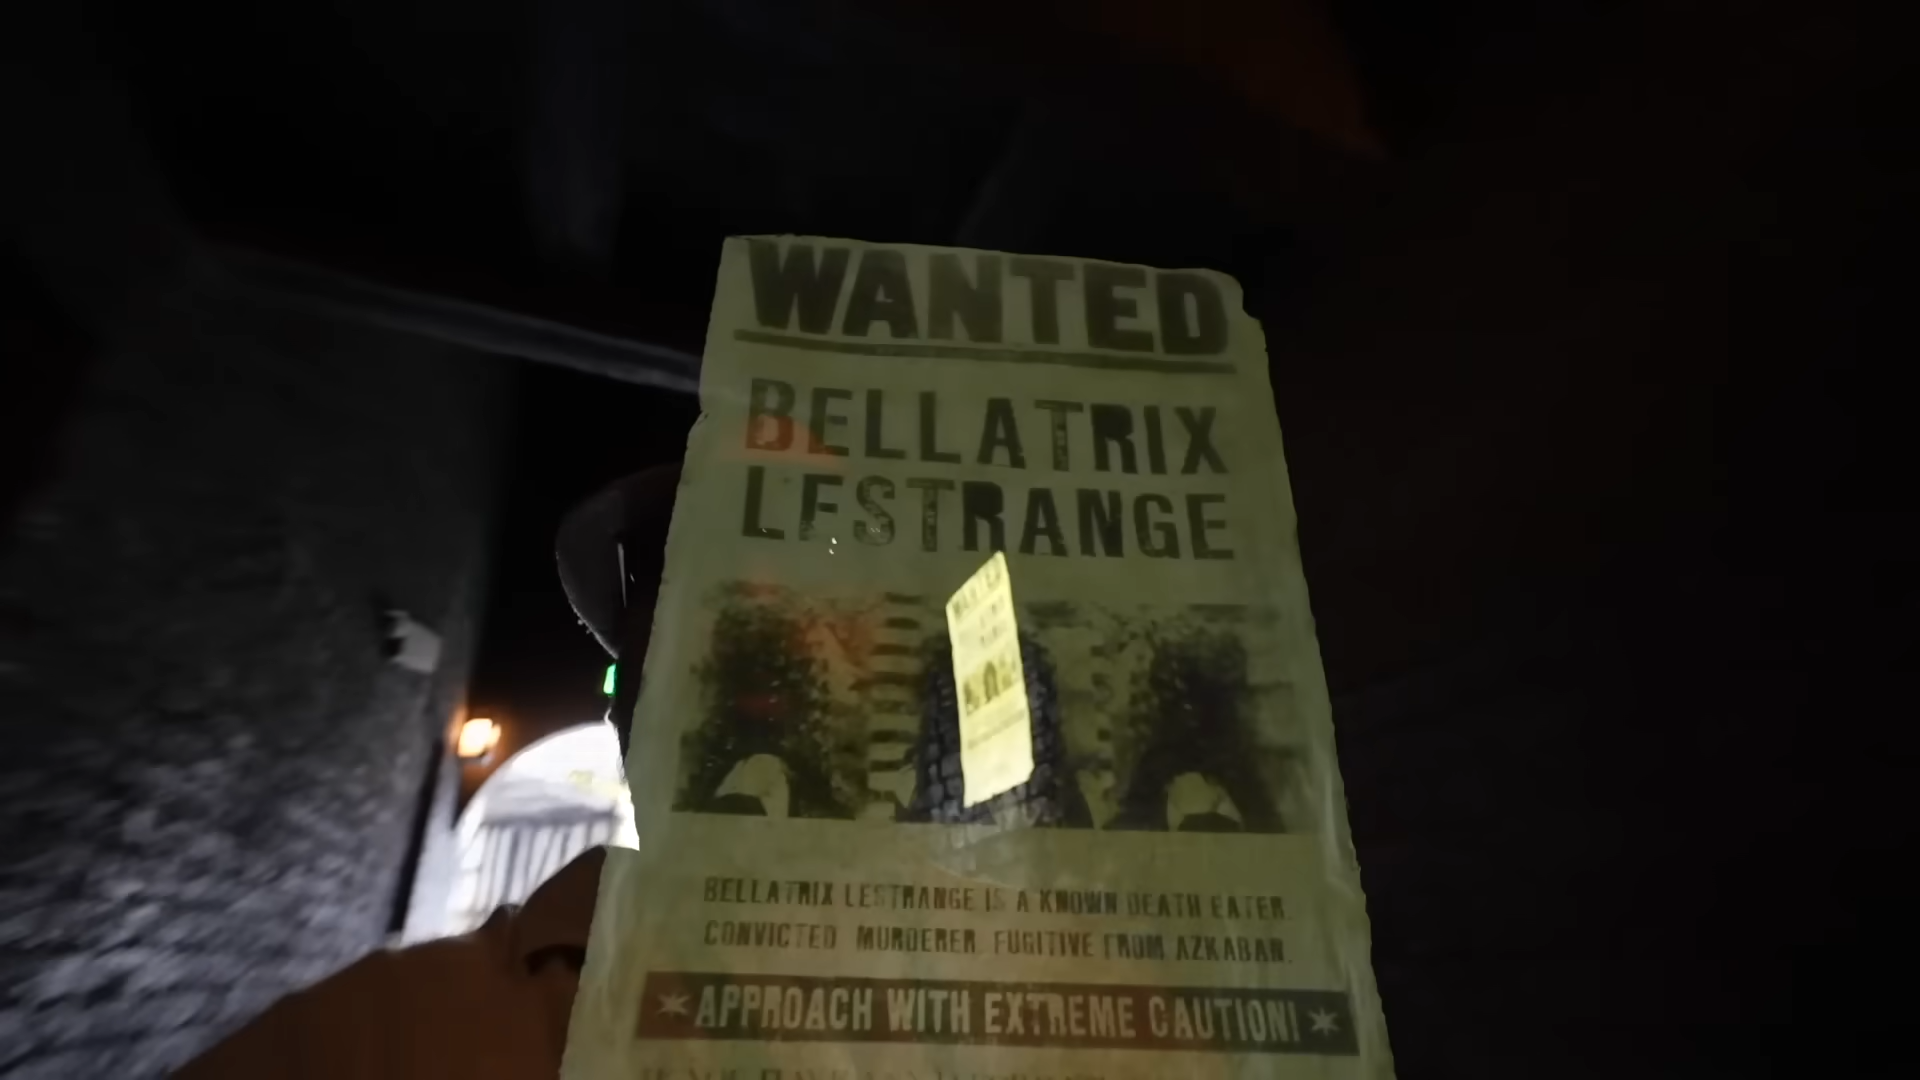 WANTED
BELLATRIX
LESTRANGE
BELLATRIX LESTRANGE IS A KNOWN DEATH EATER.
CONVICTED MURDERER. FUGITIVE FROM AZKABAN.
APPROACH WITH EXTREME CAUTION!